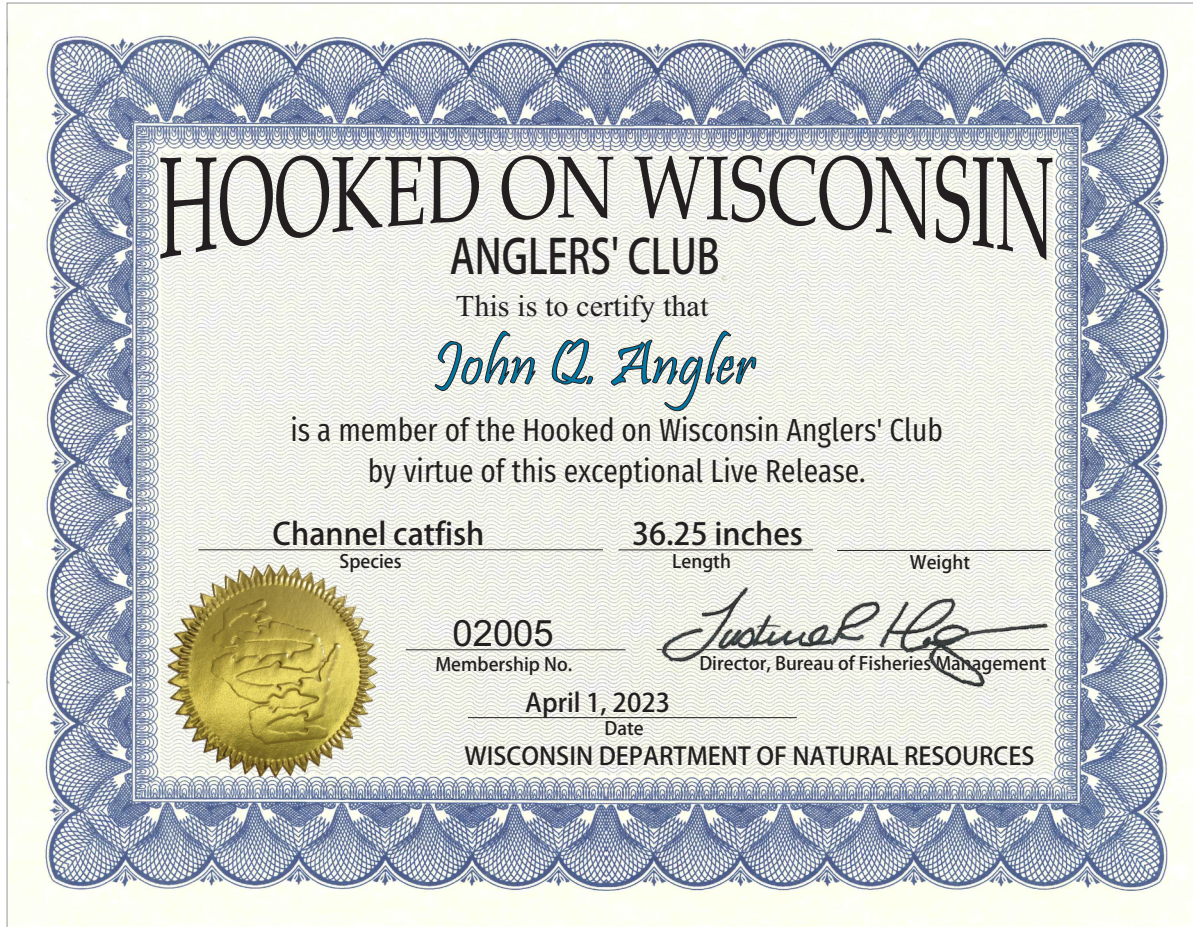 HOOKED ON WISCONSIN
ANGLERS' CLUB
This is to certify that
John Q. Angler
is a member of the Hooked on Wisconsin Anglers' Club
by virtue of this exceptional Live Release.
Channel catfish 36.25 inches
Species Length Weight
02005
Membership No. Director, Bureau of Fisheries Management
April 1, 2023
Date
WISCONSIN DEPARTMENT OF NATURAL RESOURCES